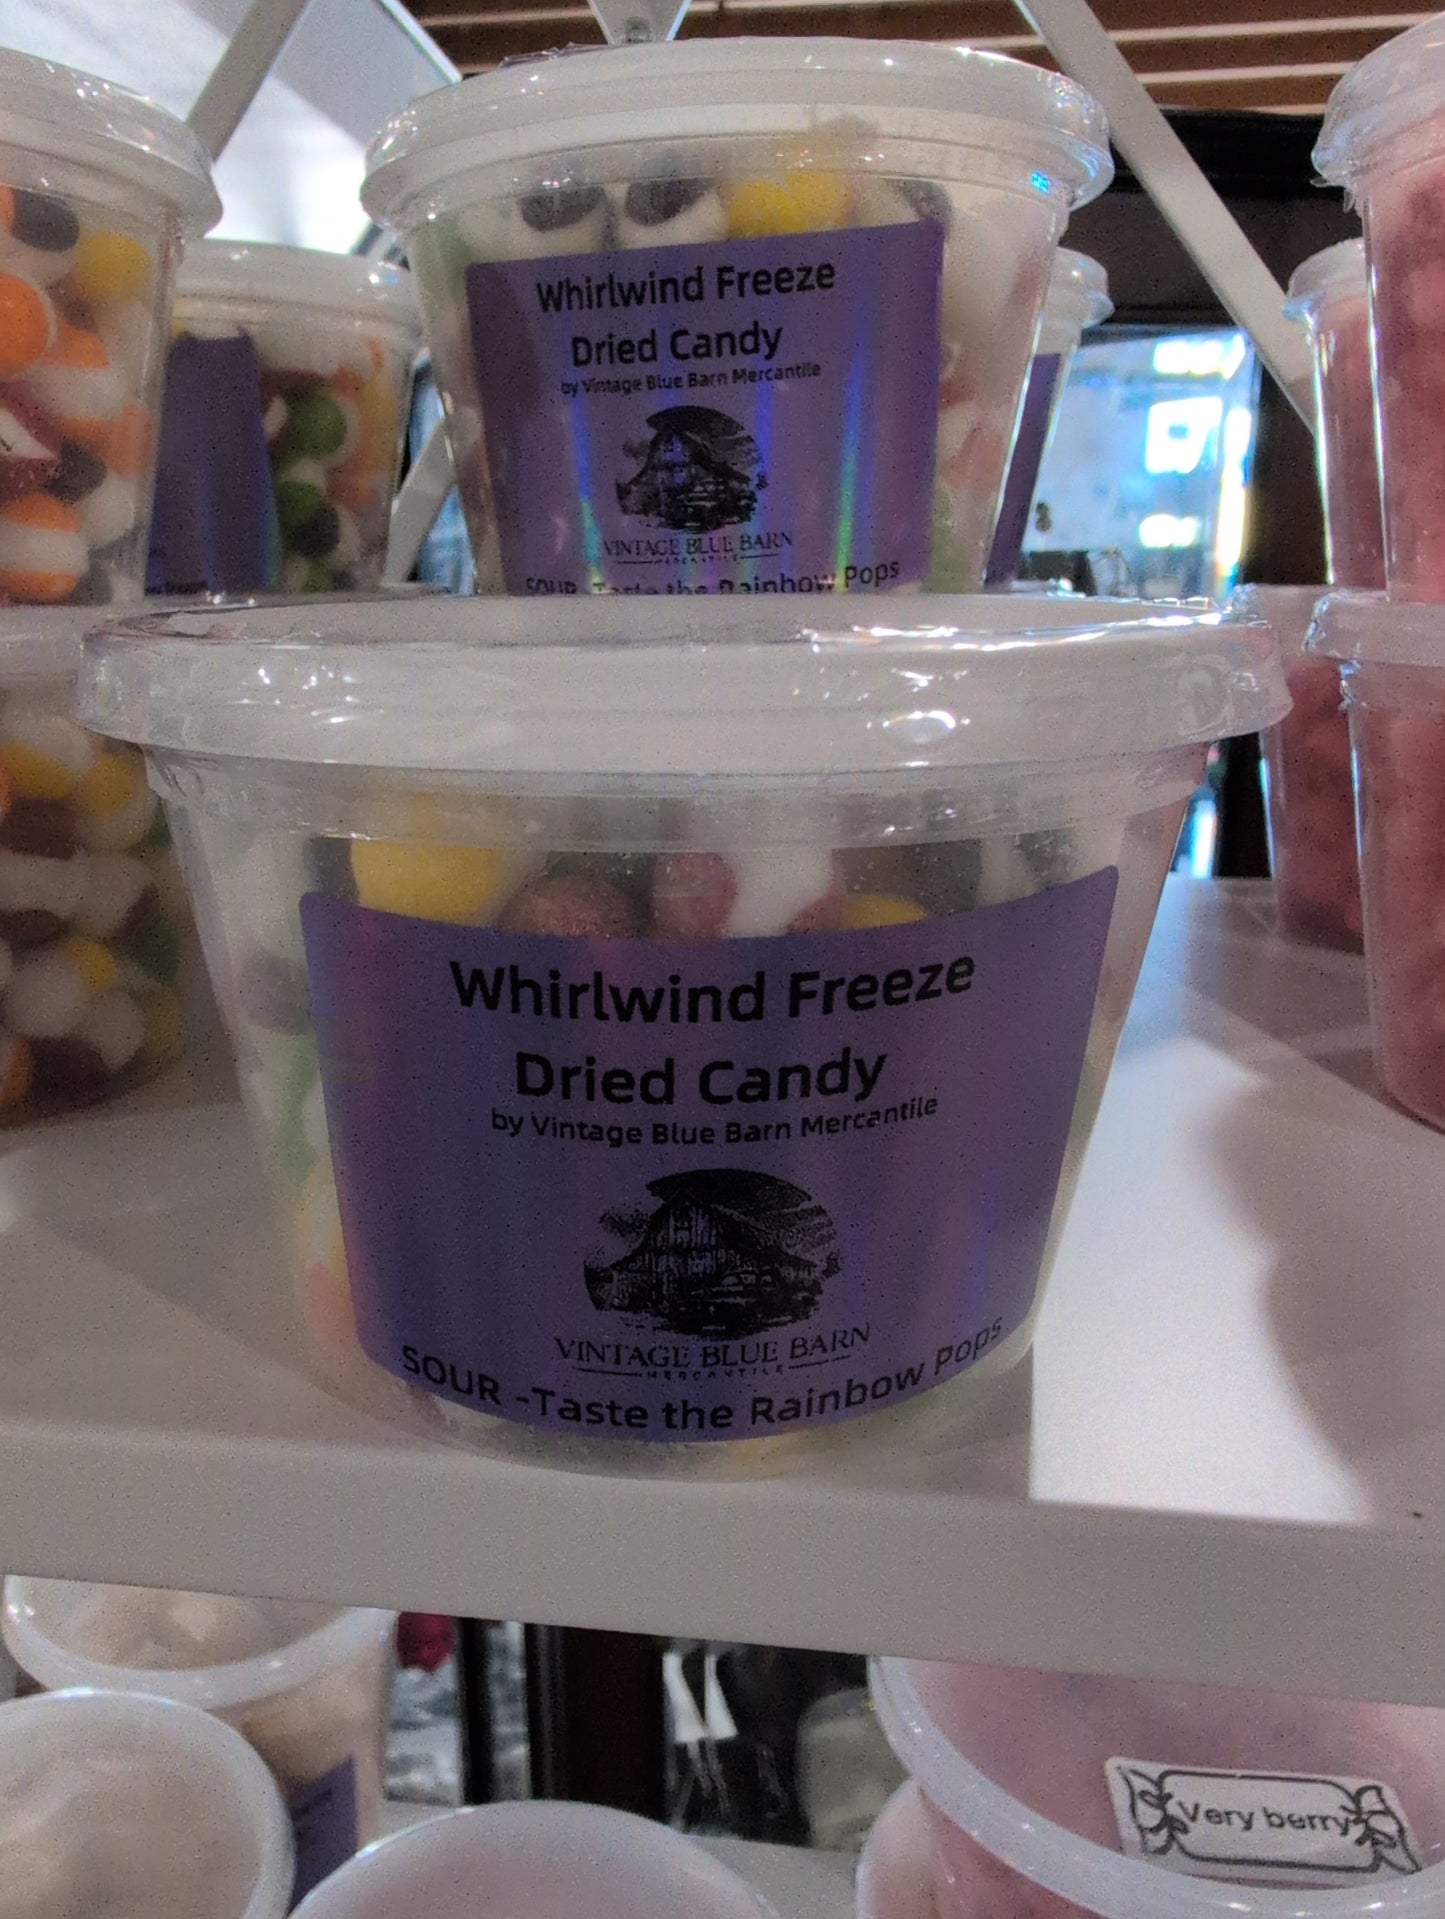 Whirlwind Freeze
Dried Candy
by Vintage Blue Barn Mercantile
VINTAGE BLUE BARN
MERCANTILE
SOUR -Taste the Rainbow Pops
Whirlwind Freeze
Dried Candy
by Vintage Blue Barn Mercantile
VINTAGE BLUE BARN
MERCANTILE
SOUR -Taste the Rainbow Pops
Very berry